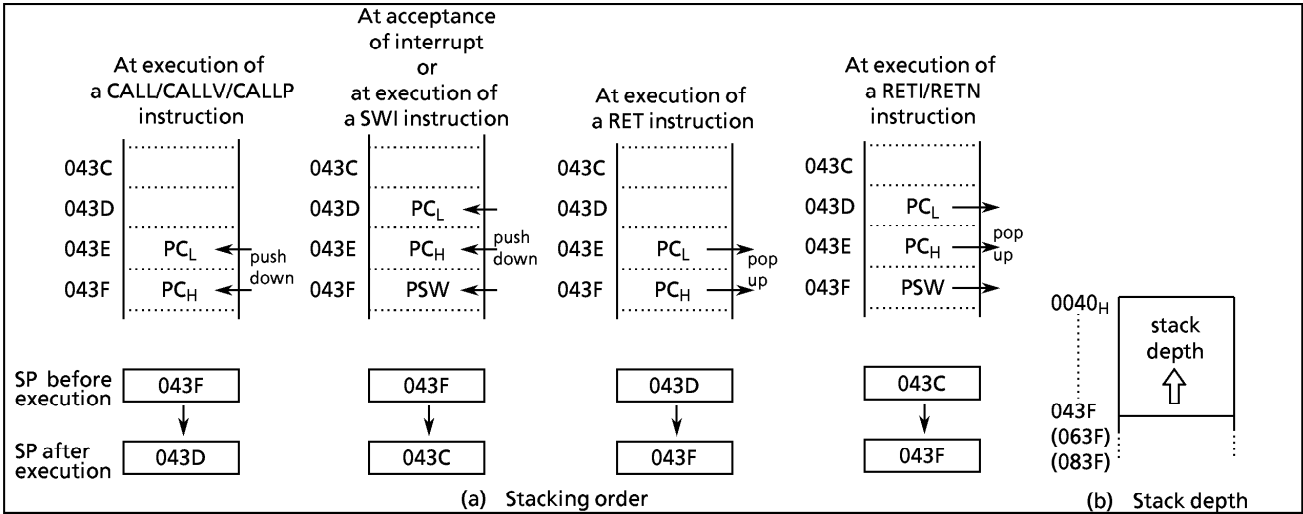 At execution of
a CALL/CALLV/CALLP
instruction
At acceptance
of interrupt
or
at execution of
a SWI instruction
At execution of
a RET instruction
At execution of
a RETI/RETN
instruction
043C 043C 043C 043C
043D 043D PCL 043D 043D PCL
043E PCL 043E PCH 043E PCL 043E PCH
push down push down pop up pop up
043F PCH 043F PSW 043F PCH 043F PSW
SP before
execution
043F 043F 043D 043C
SP after
execution
043D 043C 043F 043F
(a) Stacking order
0040H
stack
depth
043F
(063F)
(083F)
(b) Stack depth